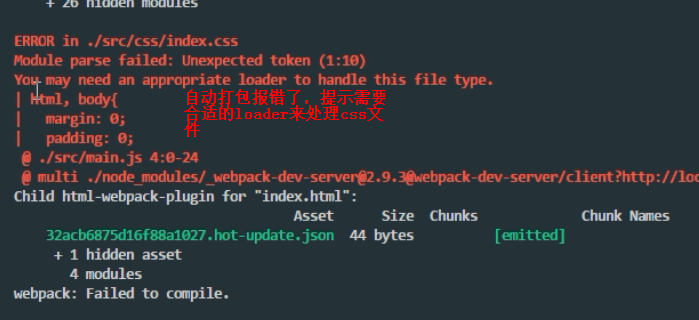 + 26 hidden modules
ERROR in ./src/css/index.css
Module parse failed: Unexpected token (1:10)
You may need an appropriate loader to handle this file type.
| html, body{
|   margin: 0;
|   padding: 0;
自动打包报错了，提示需要
合适的loader来处理css文
件
@ ./src/main.js 4:0-24
@ multi ./node_modules/_webpack-dev-server@2.9.3@webpack-dev-server/client?http://loc
Child html-webpack-plugin for "index.html":
Asset Size Chunks Chunk Names
32acb6875d16f88a1027.hot-update.json 44 bytes [emitted]
+ 1 hidden asset
4 modules
webpack: Failed to compile.